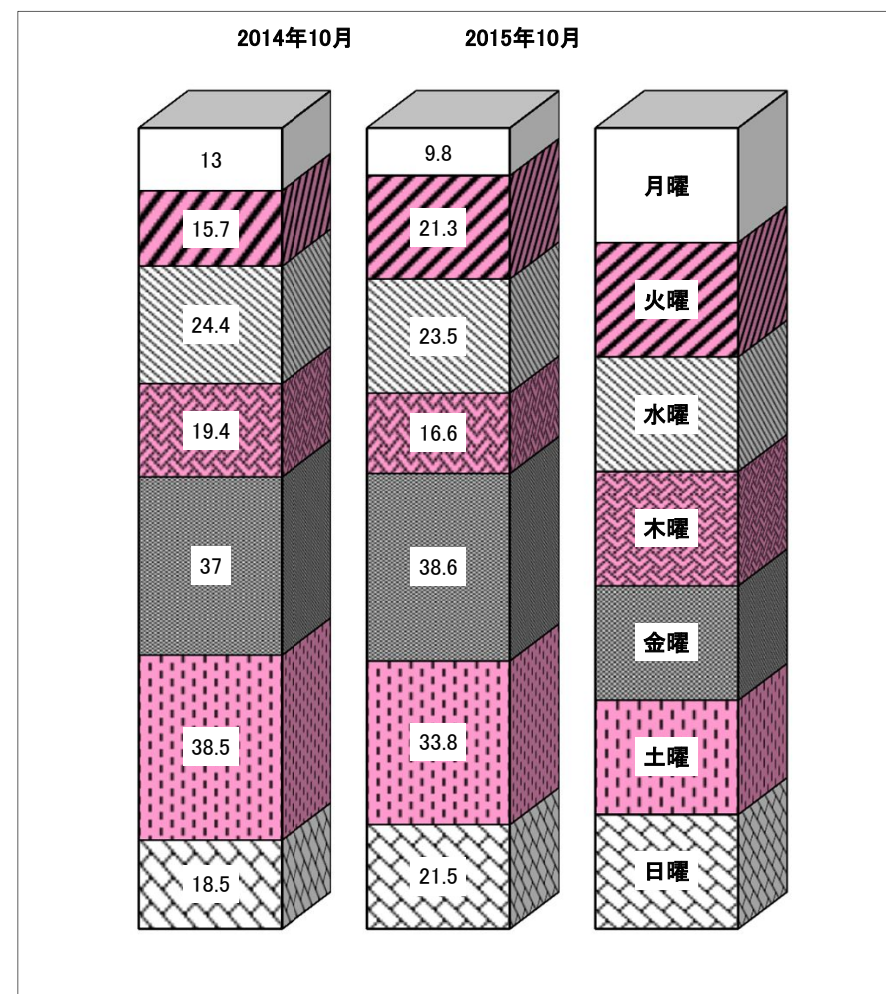 2014年10月 2015年10月
13 9.8 月曜
15.7 21.3 火曜
24.4 23.5 水曜
19.4 16.6 木曜
37 38.6 金曜
38.5 33.8 土曜
18.5 21.5 日曜